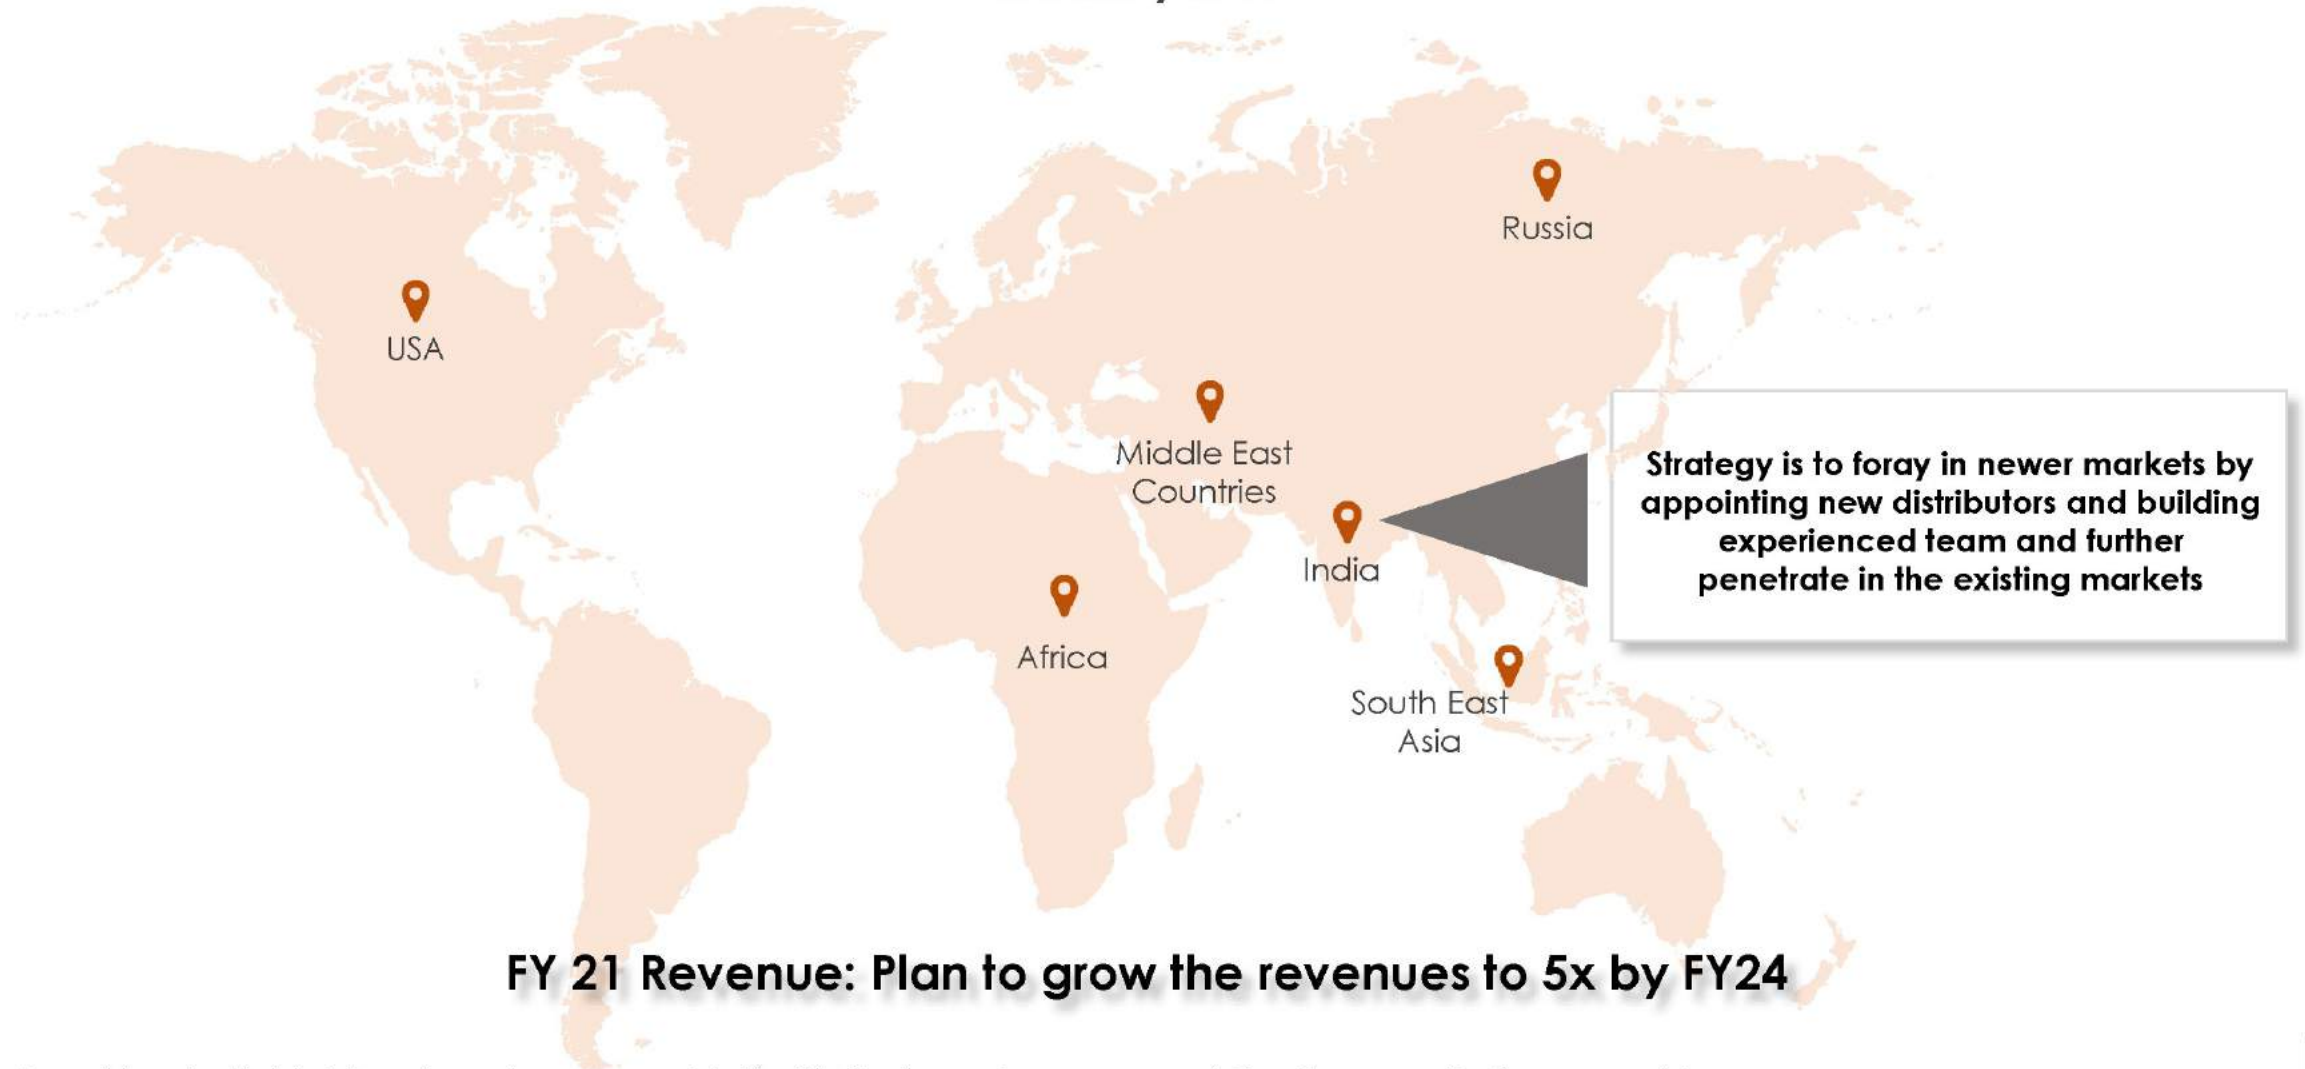 Russia
USA
Middle East
Countries
Strategy is to foray in newer markets by
appointing new distributors and building
experienced team and further
penetrate in the existing markets
India
Africa
South East
Asia
FY 21 Revenue: Plan to grow the revenues to 5x by FY24